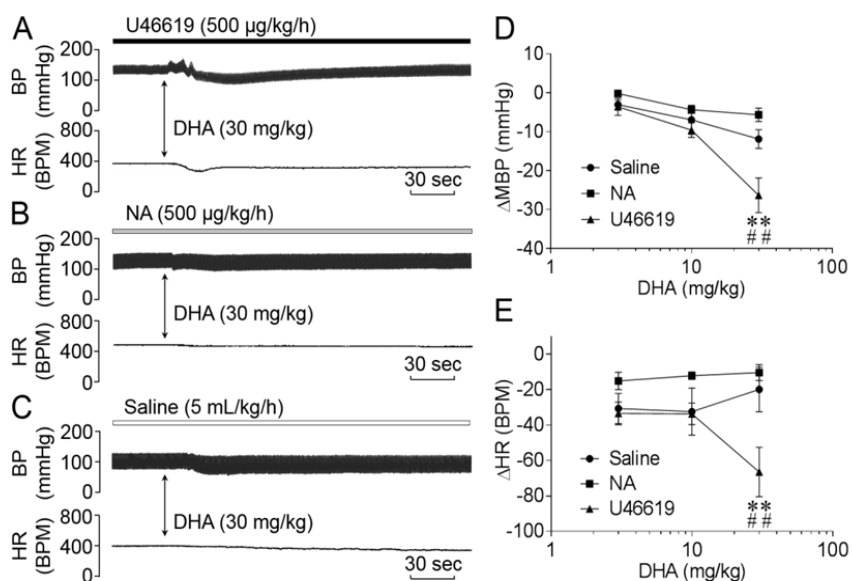 A
U46619 (500 µg/kg/h)
BP
(mmHg)
200
100
0
DHA (30 mg/kg)
HR
(BPM)
800
400
0
30 sec
B
NA (500 µg/kg/h)
BP
(mmHg)
200
100
0
DHA (30 mg/kg)
HR
(BPM)
800
400
0
30 sec
C
Saline (5 mL/kg/h)
BP
(mmHg)
200
100
0
DHA (30 mg/kg)
HR
(BPM)
800
400
0
30 sec
D
ΔMBP (mmHg)
10
0
-10
-20
-30
-40
Saline
NA
U46619
**
##
1
10
100
DHA (mg/kg)
E
ΔHR (BPM)
0
-20
-40
-60
-80
-100
Saline
NA
U46619
**
##
1
10
100
DHA (mg/kg)